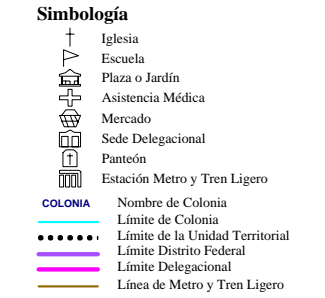 Simbología
Iglesia
Escuela
Plaza o Jardín
Asistencia Médica
Mercado
Sede Delegacional
Panteón
Estación Metro y Tren Ligero
COLONIA Nombre de Colonia
Límite de Colonia
Límite de la Unidad Territorial
Límite Distrito Federal
Límite Delegacional
Línea de Metro y Tren Ligero